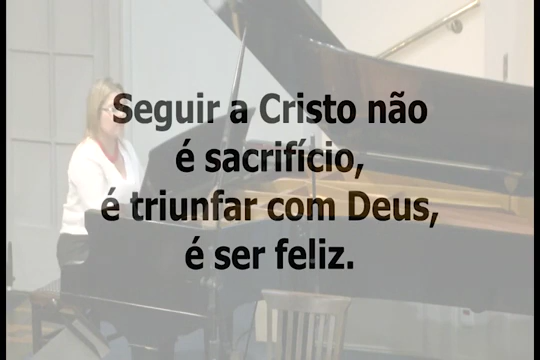 Seguir a Cristo não
é sacrifício,
é triunfar com Deus,
é ser feliz.